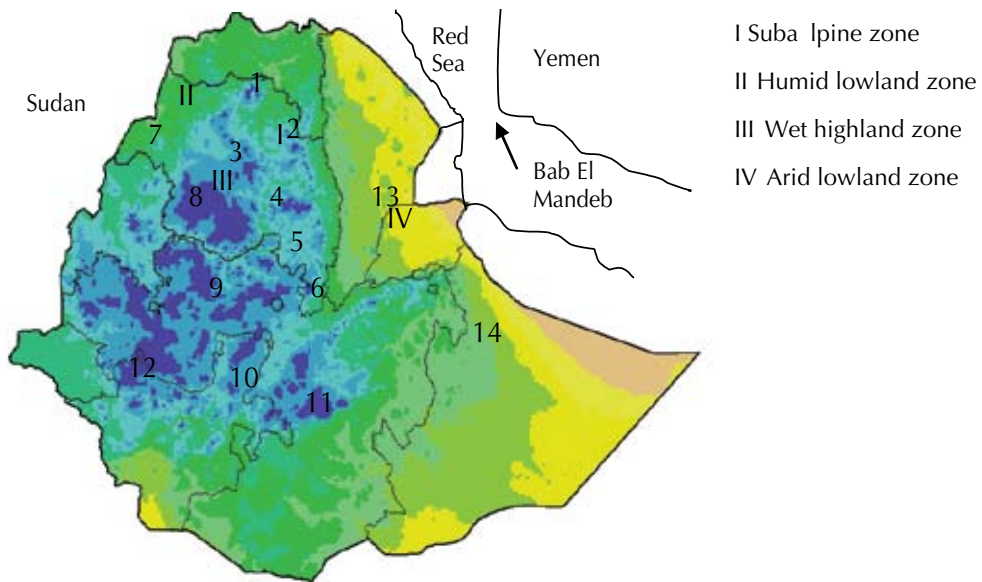 Red
Sea
Yemen
Sudan
Bab El
Mandeb
I Suba lpine zone
II Humid lowland zone
III Wet highland zone
IV Arid lowland zone
1
II
7
I 2
3
III
8
4
13
IV
5
9
6
14
12
10
11